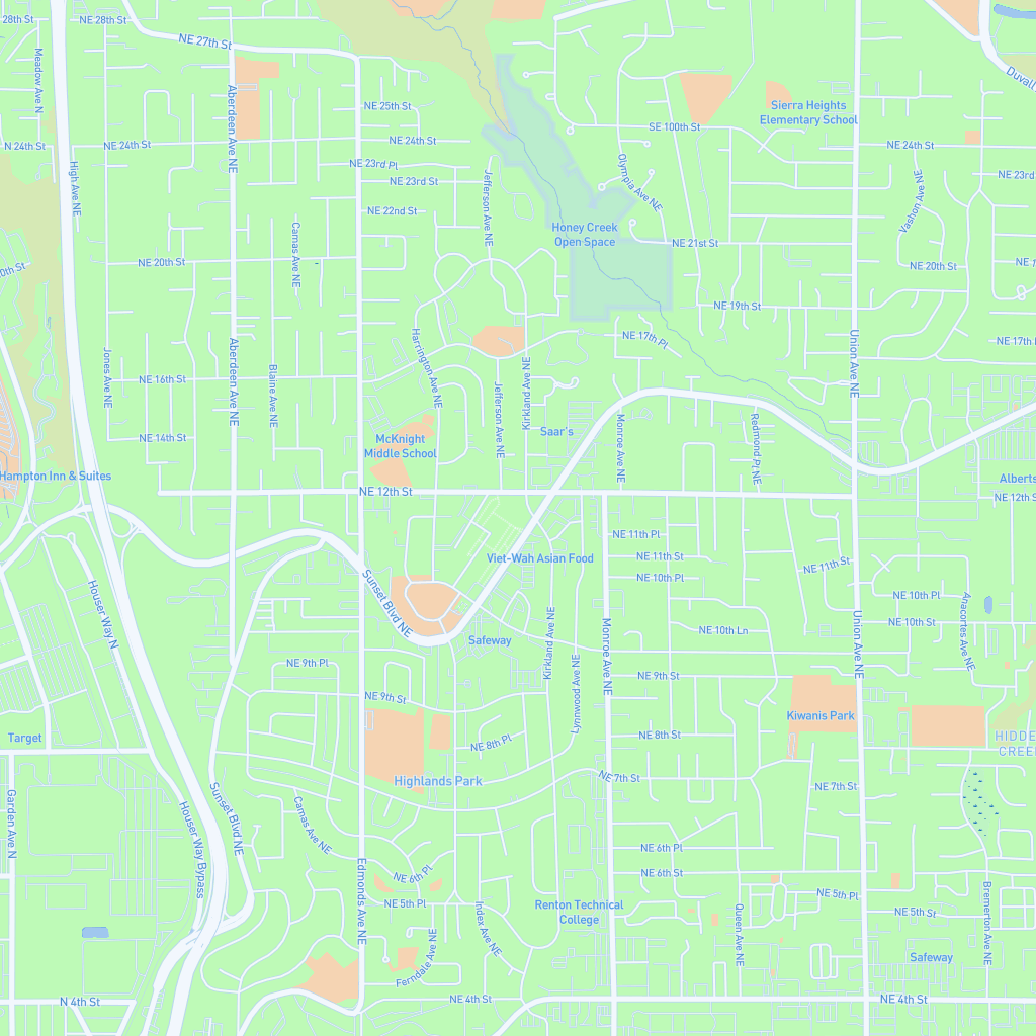 NE 28th St
NE 28th St
NE 27th St
Meadow Ave N
Duvall
Aberdeen Ave NE
NE 25th St
Sierra Heights
Elementary School
SE 100th St
N 24th St
NE 24th St
NE 24th St
NE 24th St
NE 23rd Pl
NE 23rd St
NE 23rd
High Ave NE
Jefferson Ave NE
Olympia Ave NE
Vashon Ave NE
NE 22nd St
Camas Ave NE
Honey Creek
Open Space
NE 21st St
NE 20th St
NE 20th St
NE 19th St
NE 17th Pl
NE 17th
Jones Ave NE
Aberdeen Ave NE
Blaine Ave NE
Harrington Ave NE
Jefferson Ave NE
Kirkland Ave NE
Union Ave NE
NE 16th St
Monroe Ave NE
Redmond Pl NE
Saar's
NE 14th St
McKnight
Middle School
Hampton Inn & Suites
Alberts
NE 12th St
NE 12th S
NE 11th Pl
NE 11th St
NE 11th St
Viet-Wah Asian Food
NE 10th Pl
NE 10th Pl
Sunset Blvd NE
Houser Way N
Anacortes Ave NE
NE 10th St
NE 10th Ln
Safeway
Kirkland Ave NE
Monroe Ave NE
Union Ave NE
Lynnwood Ave NE
NE 9th Pl
NE 9th St
NE 9th St
Kiwanis Park
Target
NE 8th Pl
NE 8th St
HIDDE
CREE
Highlands Park
NE 7th St
NE 7th St
Garden Ave N
Houser Way Bypass
Sunset Blvd NE
Camas Ave NE
NE 6th Pl
NE 6th Pl
NE 6th St
Edmonds Ave NE
NE 5th Pl
NE 5th Pl
Index Ave NE
Renton Technical
College
Queen Ave NE
NE 5th St
Bremerton Ave NE
Ferndale Ave NE
Safeway
N 4th St
NE 4th St
NE 4th St